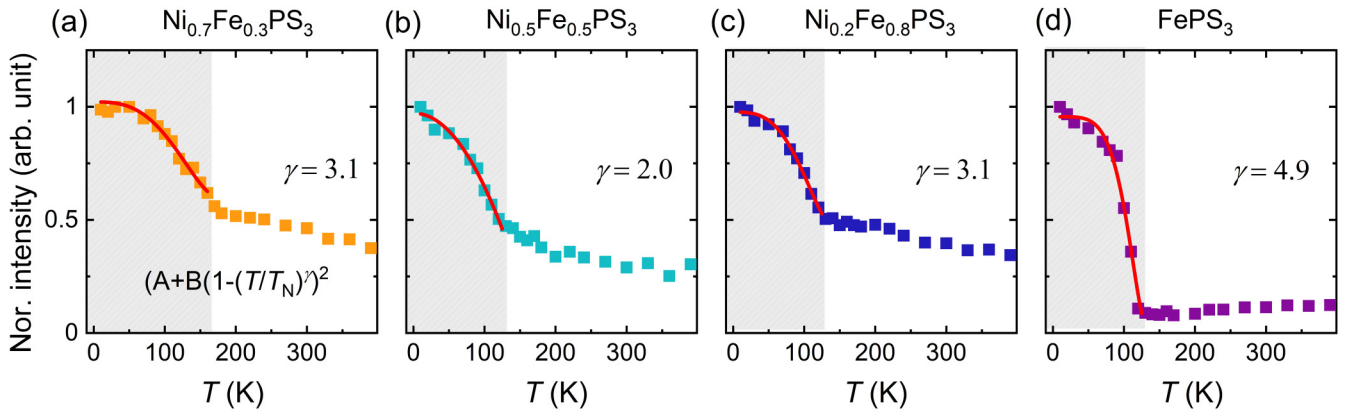 (a) Ni₀.₇Fe₀.₃PS₃
(b) Ni₀.₅Fe₀.₅PS₃
(c) Ni₀.₂Fe₀.₈PS₃
(d) FePS₃
Nor. intensity (arb. unit)
1
0.5
0
γ = 3.1
(A+B(1-(T/T_N)^γ)²
γ = 2.0
γ = 3.1
γ = 4.9
0 100 200 300
0 100 200 300
0 100 200 300
0 100 200 300
T (K)
T (K)
T (K)
T (K)